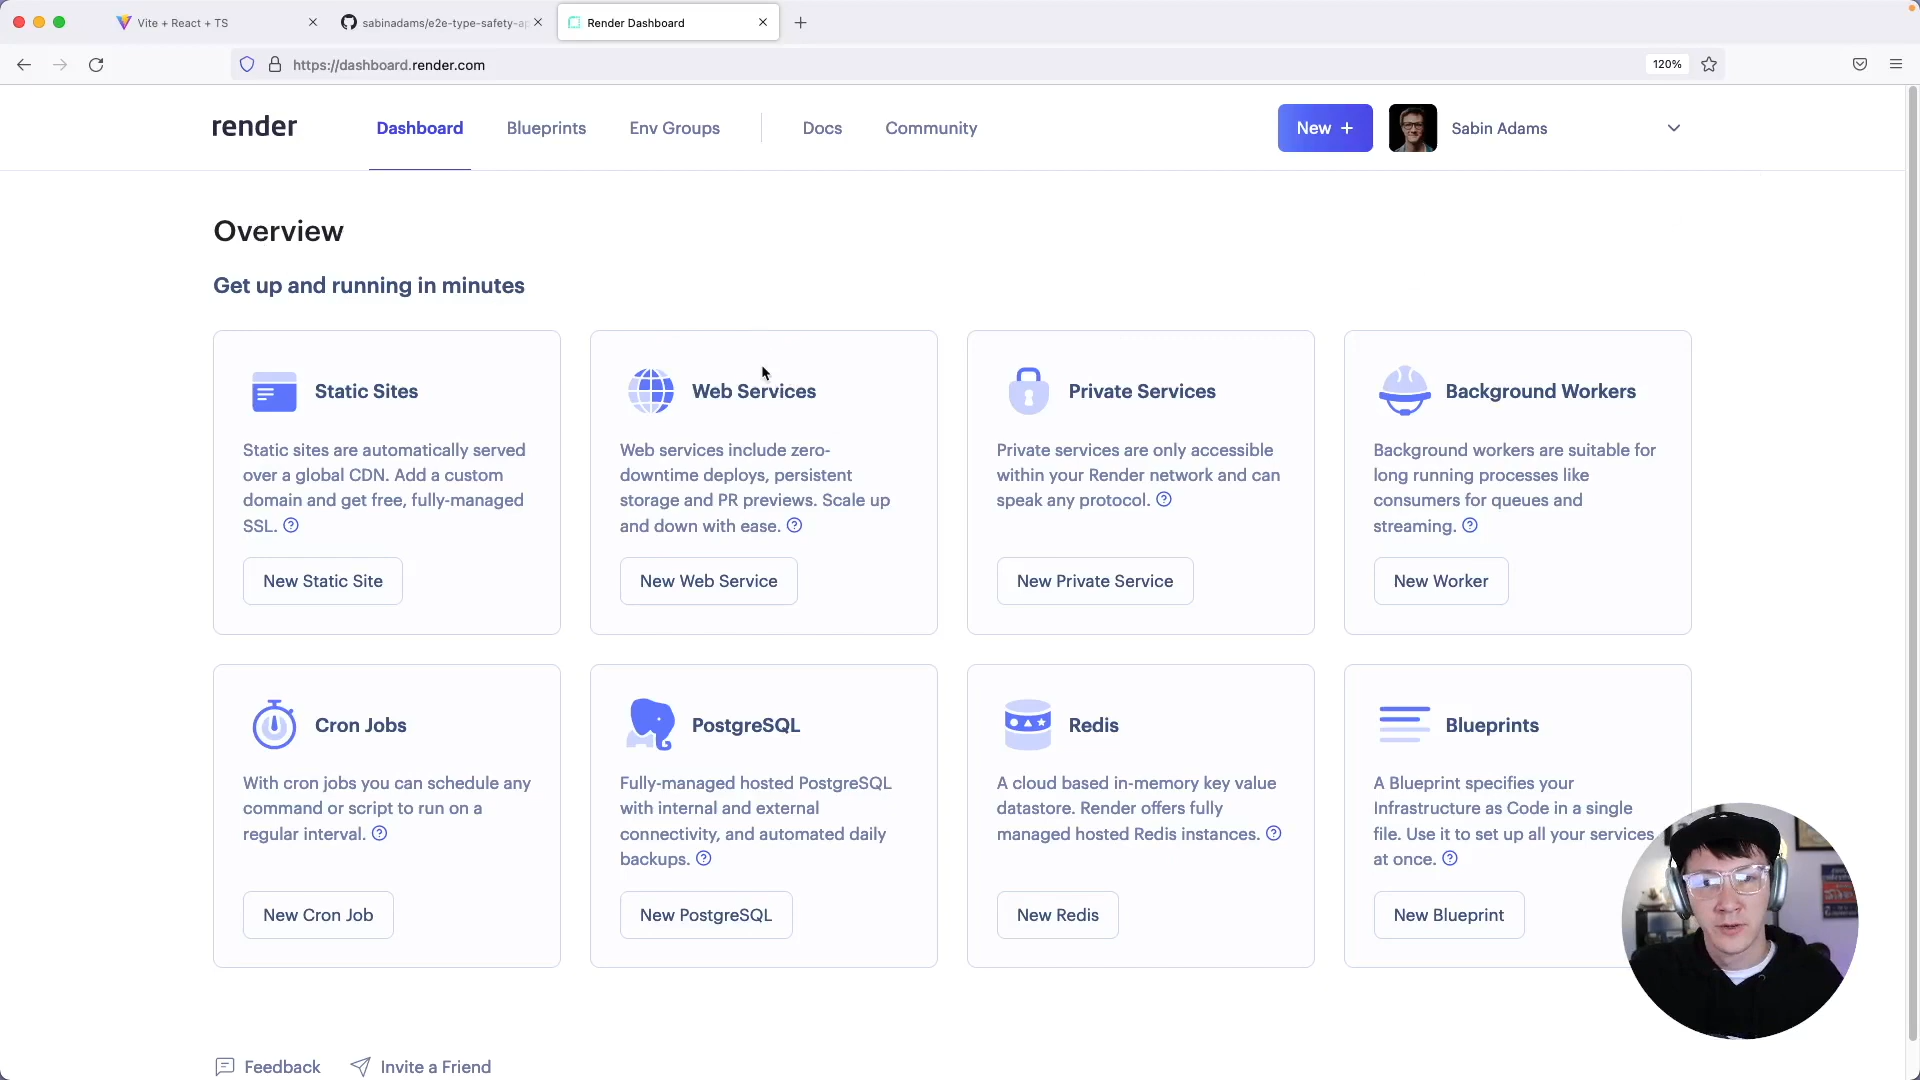 Vite + React + TS
sabinadams/e2e-type-safety-ap
Render Dashboard
https://dashboard.render.com
120%
render
Dashboard
Blueprints
Env Groups
Docs
Community
New +
Sabin Adams
Overview
Get up and running in minutes
Static Sites
Static sites are automatically served
over a global CDN. Add a custom
domain and get free, fully-managed
SSL.
New Static Site
Web Services
Web services include zero-
downtime deploys, persistent
storage and PR previews. Scale up
and down with ease.
New Web Service
Private Services
Private services are only accessible
within your Render network and can
speak any protocol.
New Private Service
Background Workers
Background workers are suitable for
long running processes like
consumers for queues and
streaming.
New Worker
Cron Jobs
With cron jobs you can schedule any
command or script to run on a
regular interval.
New Cron Job
PostgreSQL
Fully-managed hosted PostgreSQL
with internal and external
connectivity, and automated daily
backups.
New PostgreSQL
Redis
A cloud based in-memory key value
datastore. Render offers fully
managed hosted Redis instances.
New Redis
Blueprints
A Blueprint specifies your
Infrastructure as Code in a single
file. Use it to set up all your services
at once.
New Blueprint
Feedback
Invite a Friend